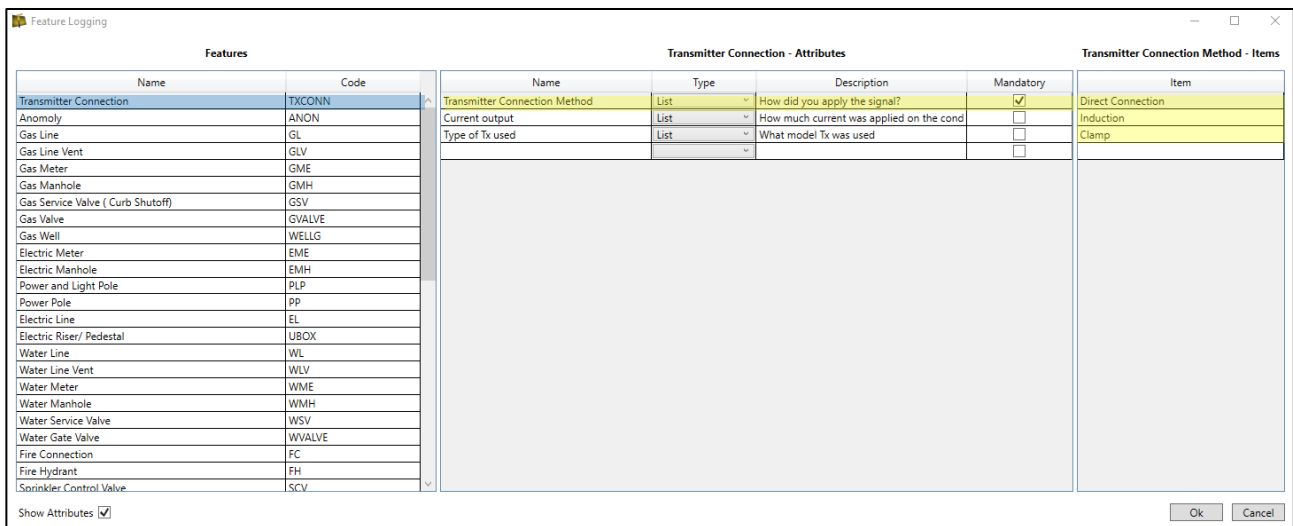 Feature Logging
Features
Transmitter Connection - Attributes
Transmitter Connection Method - Items
Name Code
Name Type Description Mandatory
Item
Transmitter Connection TXCONN
Transmitter Connection Method List How did you apply the signal?
Direct Connection
Anomoly ANON
Current output List How much current was applied on the cond
Induction
Gas Line GL
Type of Tx used List What model Tx was used
Clamp
Gas Line Vent GLV
Gas Meter GME
Gas Manhole GMH
Gas Service Valve ( Curb Shutoff) GSV
Gas Valve GVALVE
Gas Well WELLG
Electric Meter EME
Electric Manhole EMH
Power and Light Pole PLP
Power Pole PP
Electric Line EL
Electric Riser/ Pedestal UBOX
Water Line WL
Water Line Vent WLV
Water Meter WME
Water Manhole WMH
Water Service Valve WSV
Water Gate Valve WVALVE
Fire Connection FC
Fire Hydrant FH
Sprinkler Control Valve SCV
Show Attributes
Ok Cancel